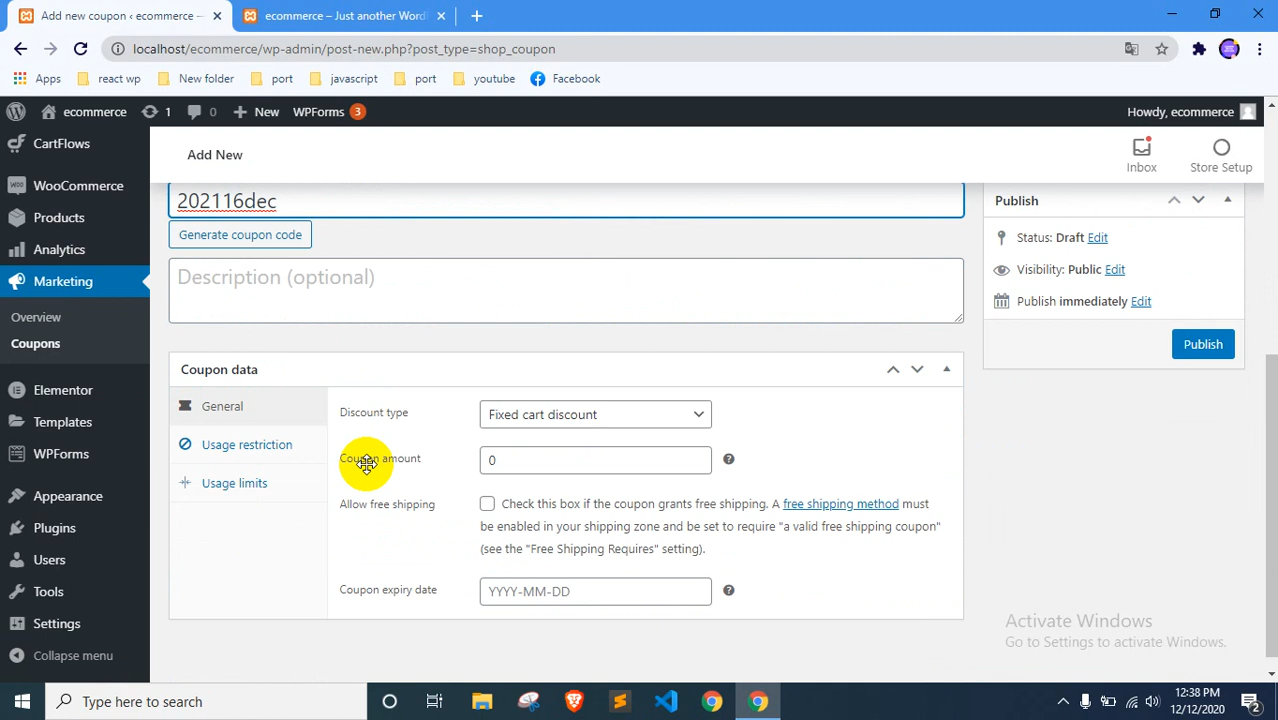 Add new coupon ‹ ecommerce —
ecommerce – Just another Word
localhost/ecommerce/wp-admin/post-new.php?post_type=shop_coupon
Apps
react wp
New folder
port
javascript
port
youtube
Facebook
ecommerce
1
0
New
WPForms 3
Howdy, ecommerce
CartFlows
WooCommerce
Products
Analytics
Marketing
Overview
Coupons
Elementor
Templates
WPForms
Appearance
Plugins
Users
Tools
Settings
Collapse menu
Add New
Inbox
Store Setup
202116dec
Generate coupon code
Description (optional)
Coupon data
General
Usage restriction
Usage limits
Discount type
Fixed cart discount
Coupon amount
0
Allow free shipping
Check this box if the coupon grants free shipping. A free shipping method must
be enabled in your shipping zone and be set to require "a valid free shipping coupon"
(see the "Free Shipping Requires" setting).
Coupon expiry date
YYYY-MM-DD
Publish
Status: Draft Edit
Visibility: Public Edit
Publish immediately Edit
Publish
Activate Windows
Go to Settings to activate Windows.
Type here to search
12:38 PM
12/12/2020
2